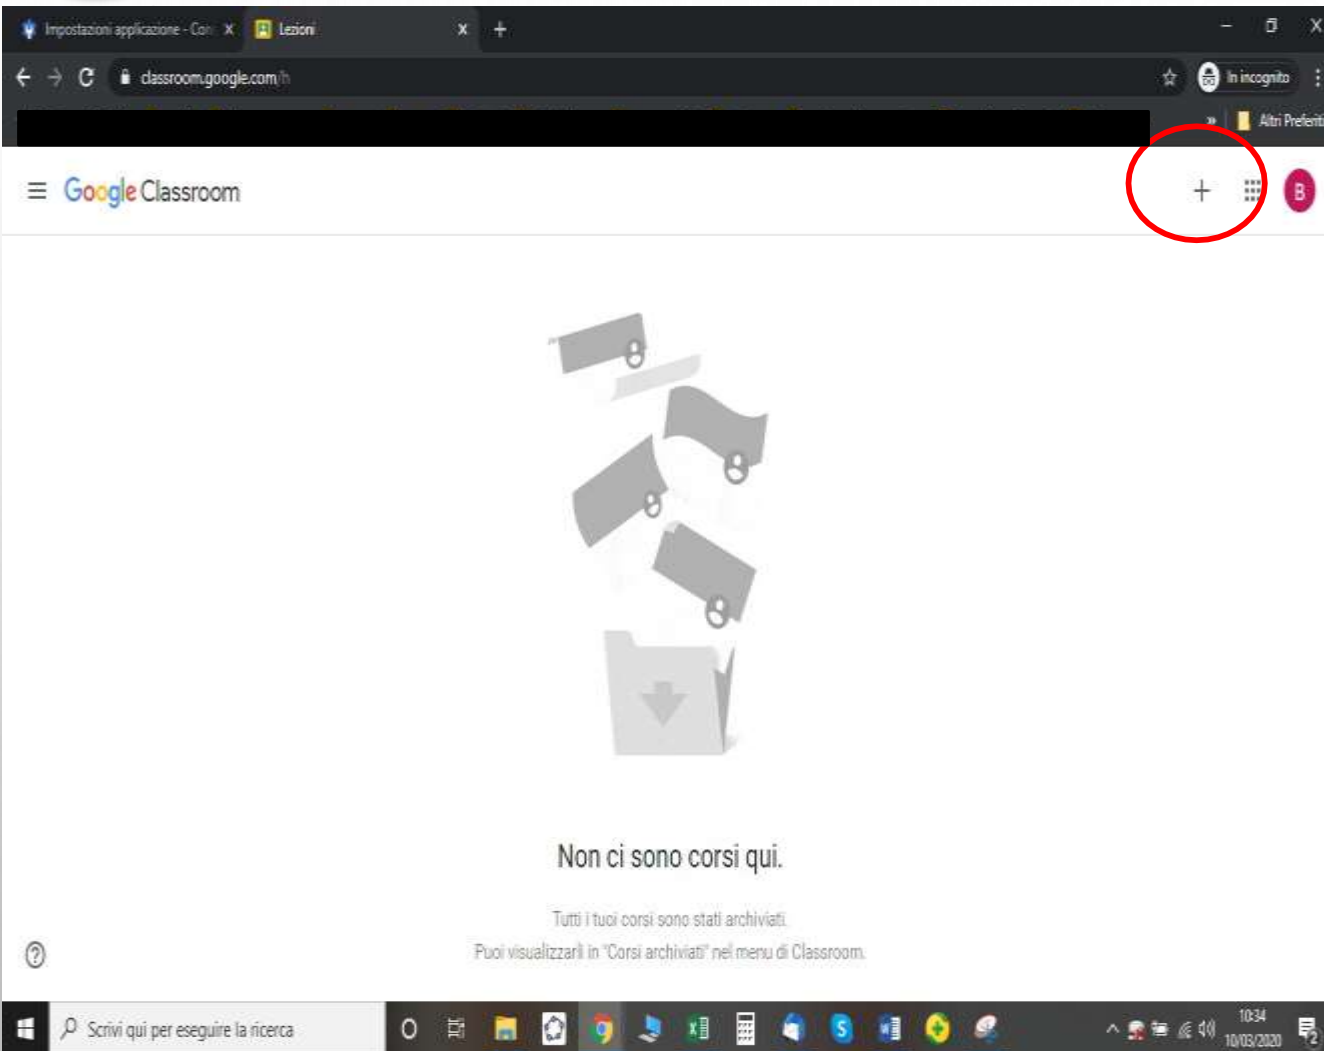 Impostazioni applicazione - Con X
Lezioni x +
classroom.google.com/h
In incognito
» Altri Preferiti
Google Classroom
B
Non ci sono corsi qui.
Tutti i tuoi corsi sono stati archiviati.
Puoi visualizzarli in "Corsi archiviati" nel menu di Classroom.
Scrivi qui per eseguire la ricerca
10:34
10/03/2020
2